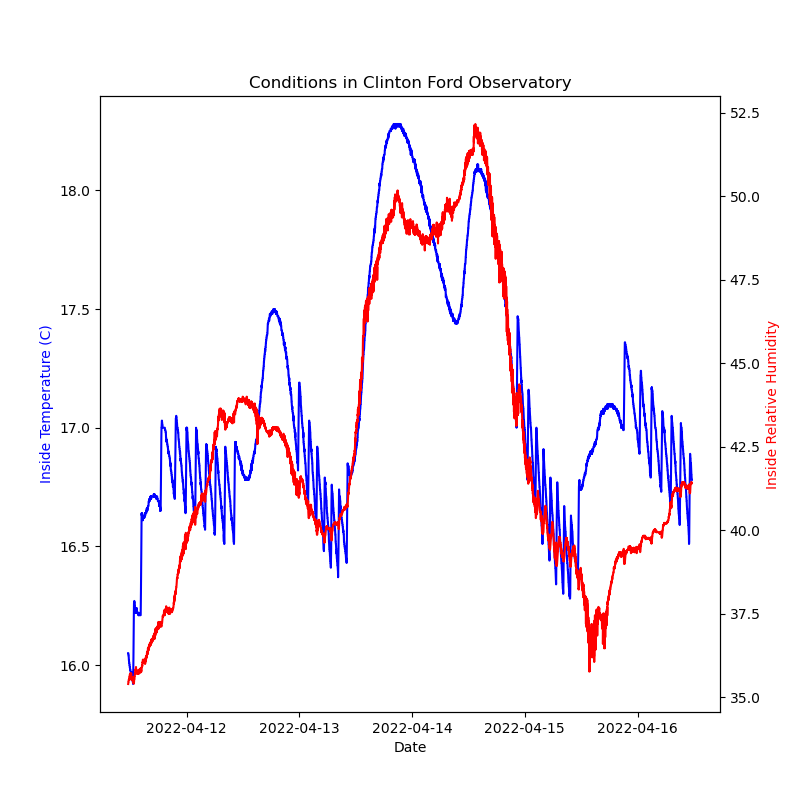 Conditions in Clinton Ford Observatory
Inside Temperature (C)
18.0
17.5
17.0
16.5
16.0
52.5
50.0
47.5
45.0
42.5
40.0
37.5
35.0
Inside Relative Humidity
2022-04-12 2022-04-13 2022-04-14 2022-04-15 2022-04-16
Date